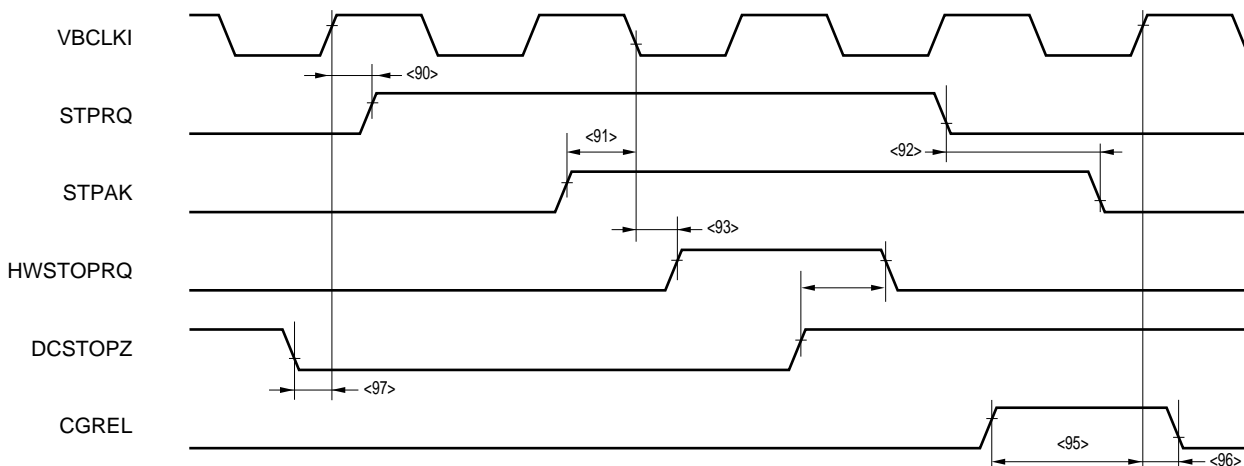 VBCLKI
<90>
STPRQ
<91>
<92>
STPAK
<93>
HWSTOPRQ
DCSTOPZ
<97>
CGREL
<95>
<96>